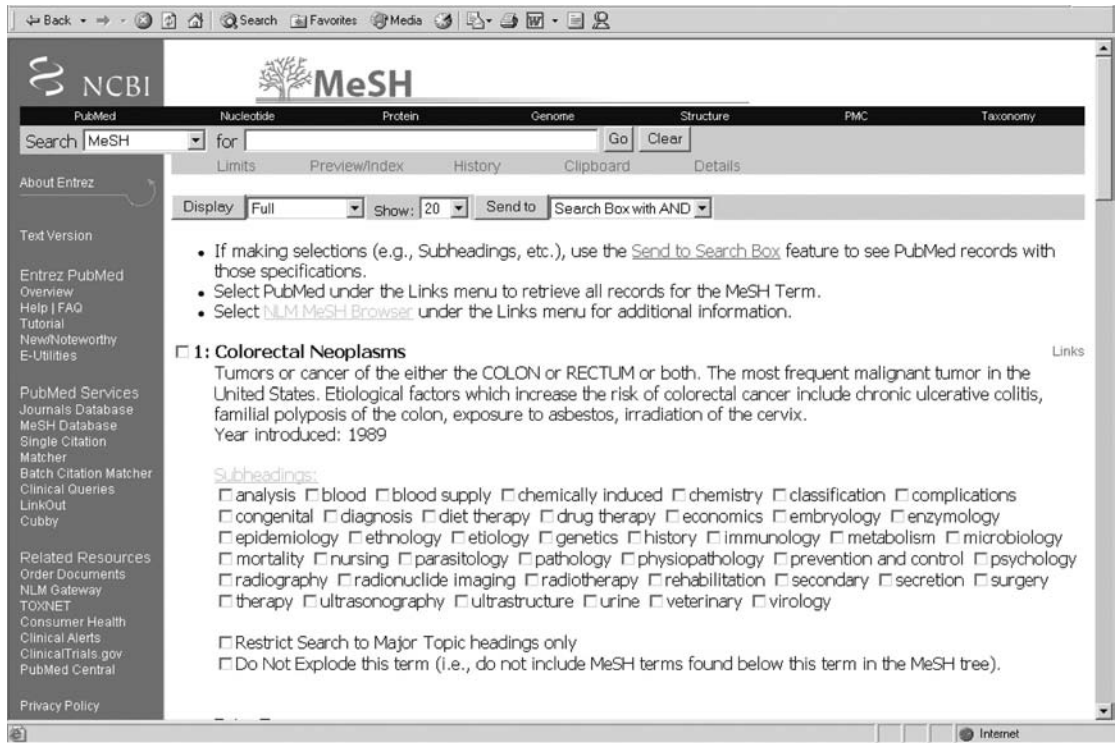 Back Search Favorites Media
NCBI
MeSH
PubMed Nucleotide Protein Genome Structure PMC Taxonomy
Search MeSH for Go Clear
Limits Preview/Index History Clipboard Details
About Entrez
Display Full Show: 20 Send to Search Box with AND
Text Version
Entrez PubMed
Overview
Help | FAQ
Tutorial
New/Noteworthy
E-Utilities
PubMed Services
Journals Database
MeSH Database
Single Citation
Matcher
Batch Citation Matcher
Clinical Queries
LinkOut
Cubby
Related Resources
Order Documents
NLM Gateway
TOXNET
Consumer Health
Clinical Alerts
ClinicalTrials.gov
PubMed Central
Privacy Policy
• If making selections (e.g., Subheadings, etc.), use the Send to Search Box feature to see PubMed records with
those specifications.
• Select PubMed under the Links menu to retrieve all records for the MeSH Term.
• Select NLM MeSH Browser under the Links menu for additional information.
1: Colorectal Neoplasms Links
Tumors or cancer of the either the COLON or RECTUM or both. The most frequent malignant tumor in the
United States. Etiological factors which increase the risk of colorectal cancer include chronic ulcerative colitis,
familial polyposis of the colon, exposure to asbestos, irradiation of the cervix.
Year introduced: 1989
Subheadings:
analysis blood blood supply chemically induced chemistry classification complications
congenital diagnosis diet therapy drug therapy economics embryology enzymology
epidemiology ethnology etiology genetics history immunology metabolism microbiology
mortality nursing parasitology pathology physiopathology prevention and control psychology
radiography radionuclide imaging radiotherapy rehabilitation secondary secretion surgery
therapy ultrasonography ultrastructure urine veterinary virology
Restrict Search to Major Topic headings only
Do Not Explode this term (i.e., do not include MeSH terms found below this term in the MeSH tree).
Internet